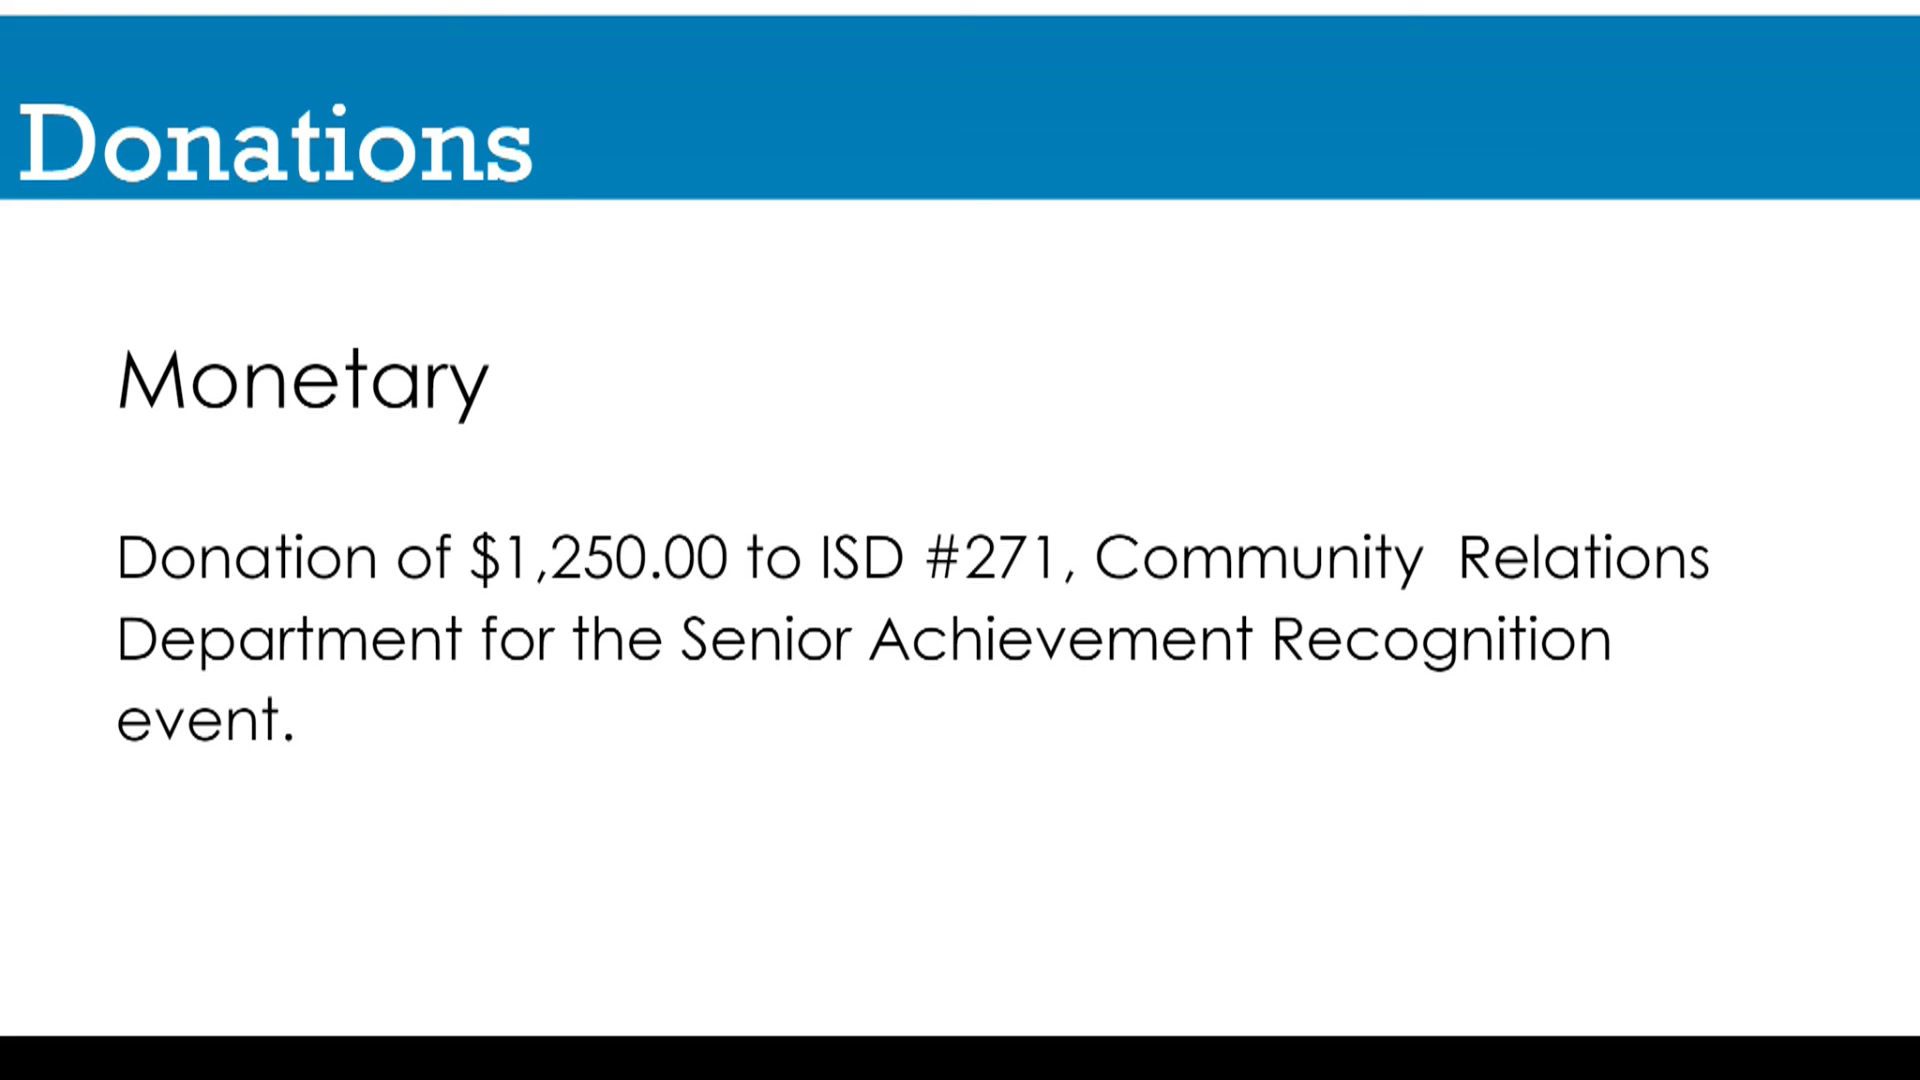 Donations
Monetary
Donation of $1,250.00 to ISD #271, Community  Relations
Department for the Senior Achievement Recognition
event.